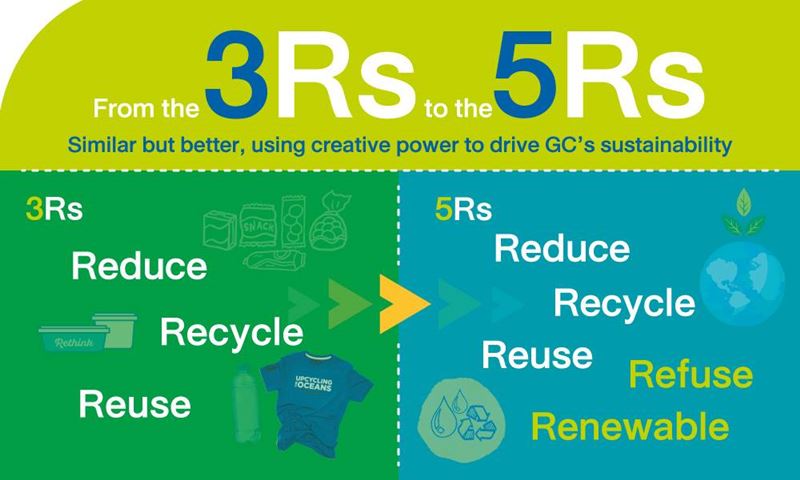 From the 3Rs to the 5Rs
Similar but better, using creative power to drive GC's sustainability
3Rs
SNACK
Reduce
Rethink
Recycle
UPCYCLING
THE OCEANS
Reuse
5Rs
Reduce
Recycle
Reuse
Refuse
Renewable